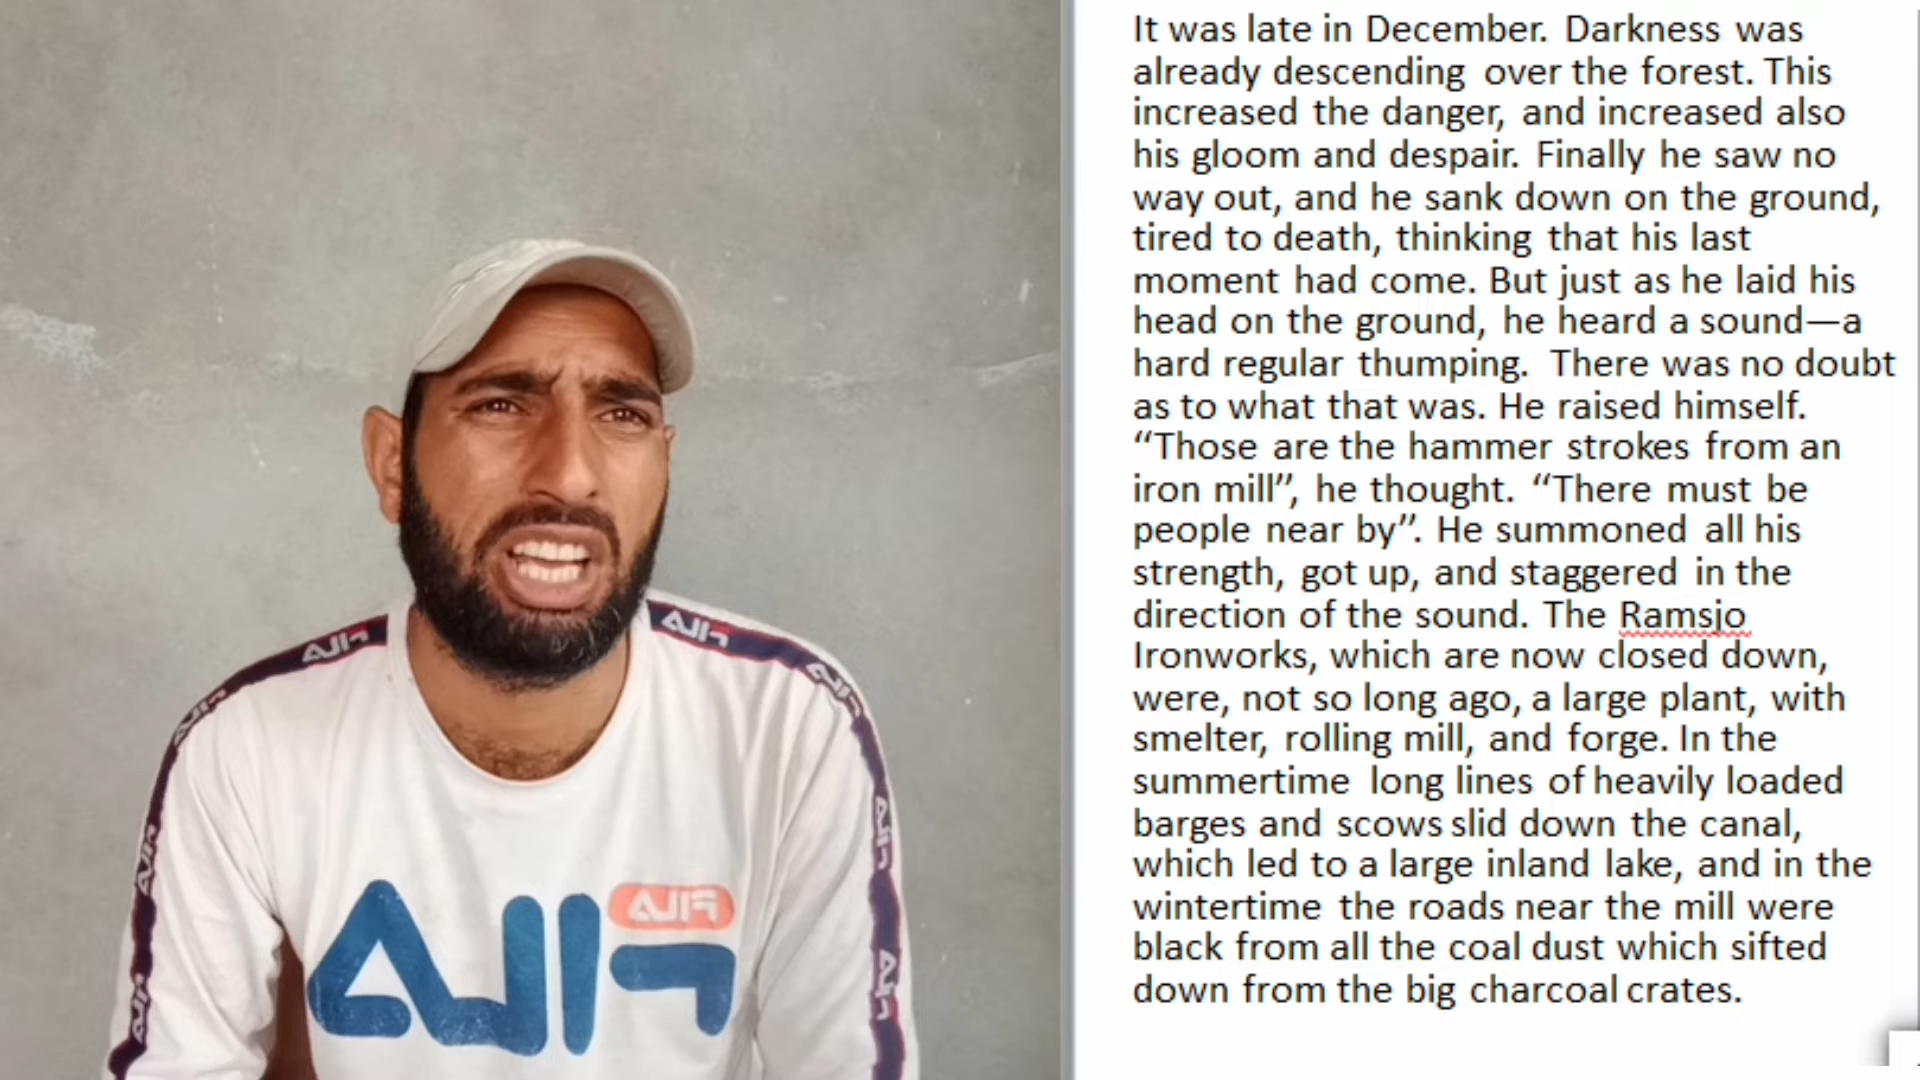 It was late in December. Darkness was
already descending over the forest. This
increased the danger, and increased also
his gloom and despair. Finally he saw no
way out, and he sank down on the ground,
tired to death, thinking that his last
moment had come. But just as he laid his
head on the ground, he heard a sound—a
hard regular thumping. There was no doubt
as to what that was. He raised himself.
“Those are the hammer strokes from an
iron mill”, he thought. “There must be
people near by”. He summoned all his
strength, got up, and staggered in the
direction of the sound. The Ramsjo
Ironworks, which are now closed down,
were, not so long ago, a large plant, with
smelter, rolling mill, and forge. In the
summertime long lines of heavily loaded
barges and scows slid down the canal,
which led to a large inland lake, and in the
wintertime the roads near the mill were
black from all the coal dust which sifted
down from the big charcoal crates.
FILA
FILA
FILA
FILA
FILA
FILA
FILA
FILA
FILA
FILA